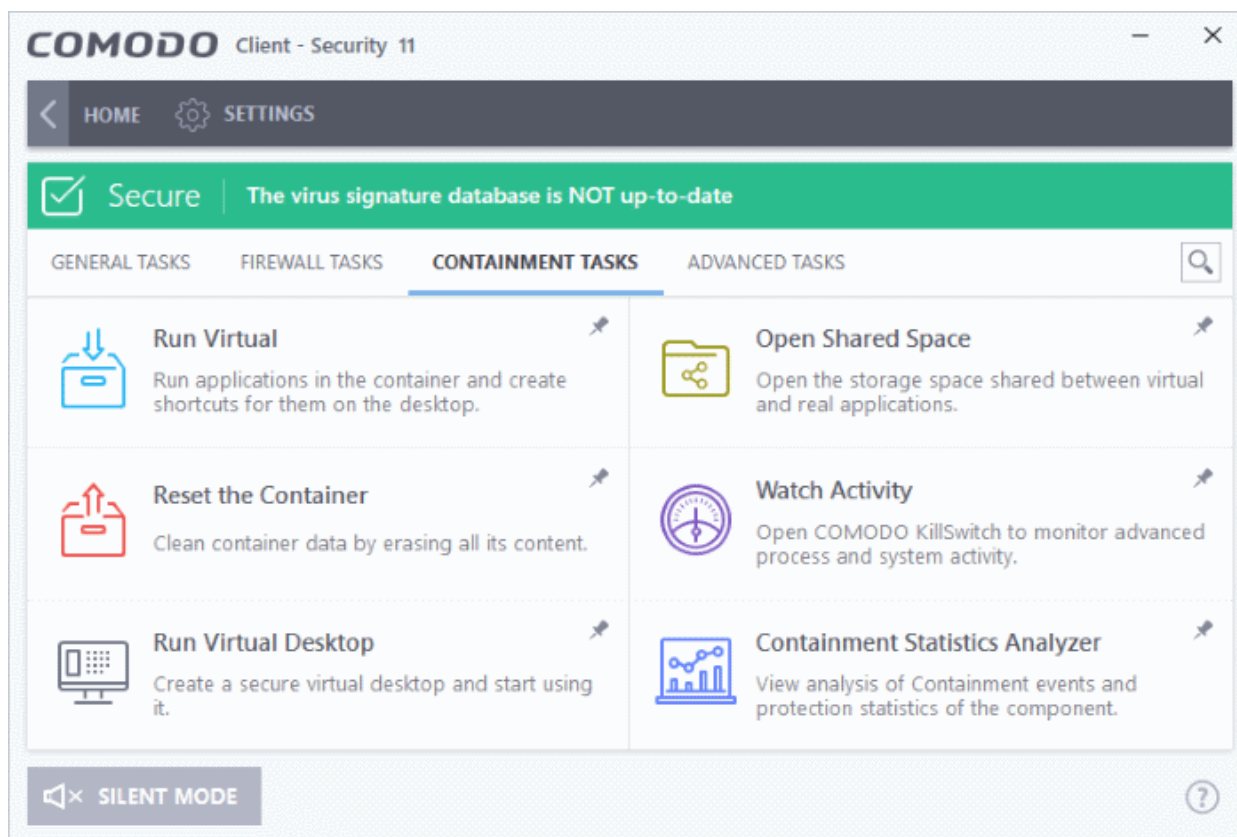 COMODO Client - Security 11
HOME SETTINGS
Secure The virus signature database is NOT up-to-date
GENERAL TASKS FIREWALL TASKS CONTAINMENT TASKS ADVANCED TASKS
Run Virtual
Run applications in the container and create
shortcuts for them on the desktop.
Open Shared Space
Open the storage space shared between virtual
and real applications.
Reset the Container
Clean container data by erasing all its content.
Watch Activity
Open COMODO KillSwitch to monitor advanced
process and system activity.
Run Virtual Desktop
Create a secure virtual desktop and start using
it.
Containment Statistics Analyzer
View analysis of Containment events and
protection statistics of the component.
SILENT MODE
?